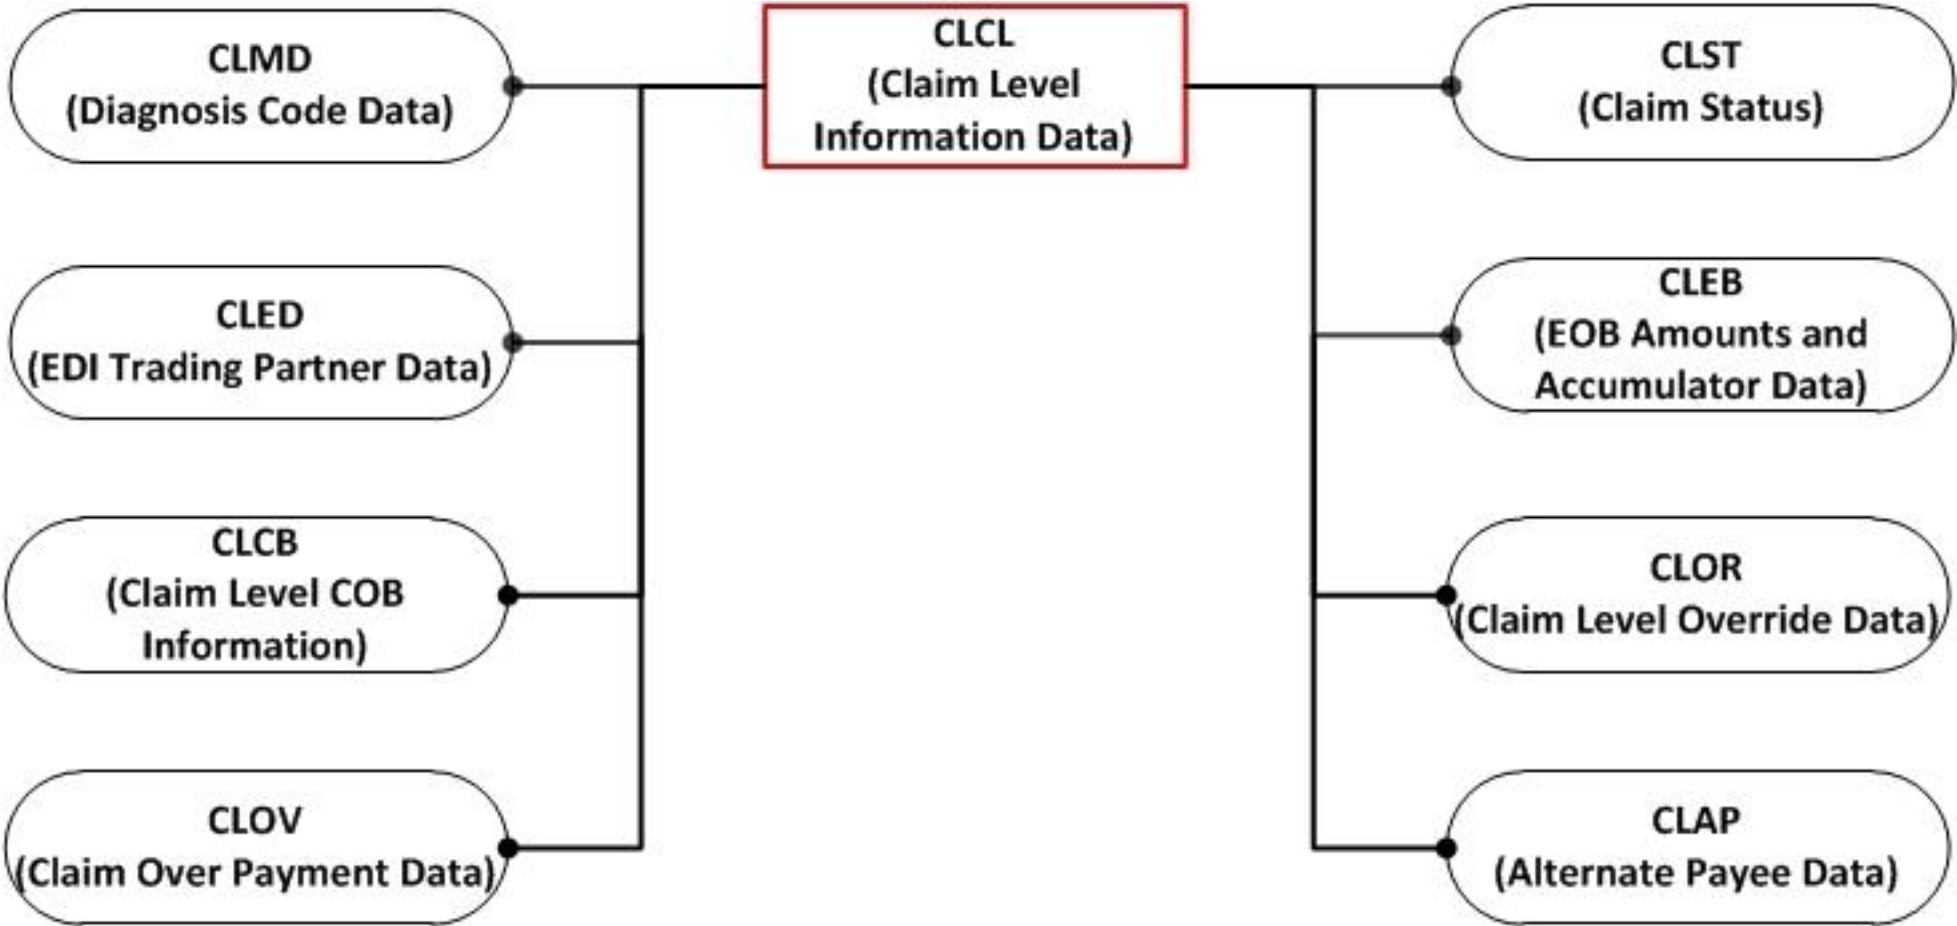 CLMD
(Diagnosis Code Data)
CLCL
(Claim Level
Information Data)
CLST
(Claim Status)
CLED
(EDI Trading Partner Data)
CLEB
(EOB Amounts and
Accumulator Data)
CLCB
(Claim Level COB
Information)
CLOR
(Claim Level Override Data)
CLOV
(Claim Over Payment Data)
CLAP
(Alternate Payee Data)